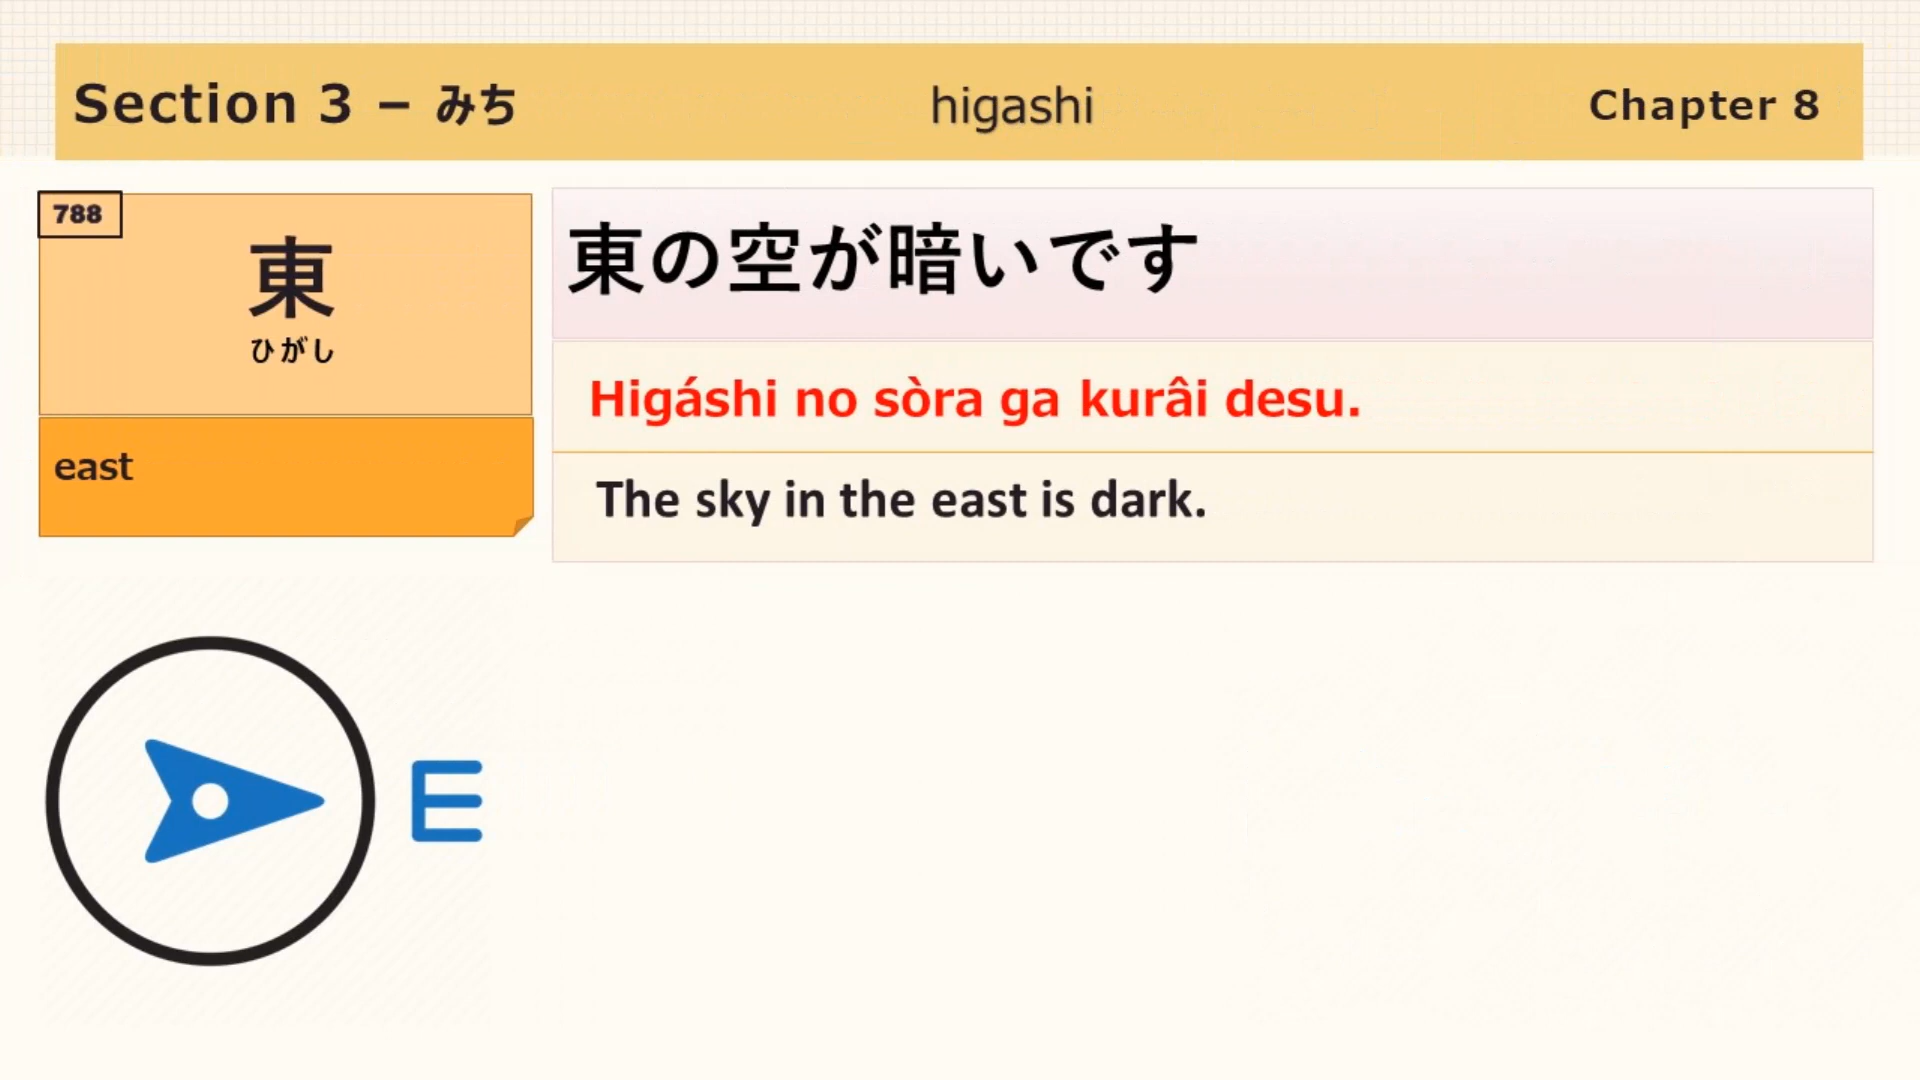 Section 3 – みち
higashi
Chapter 8
788
東
ひがし
east
東の空が暗いです
Higáshi no sòra ga kurâi desu.
The sky in the east is dark.
E